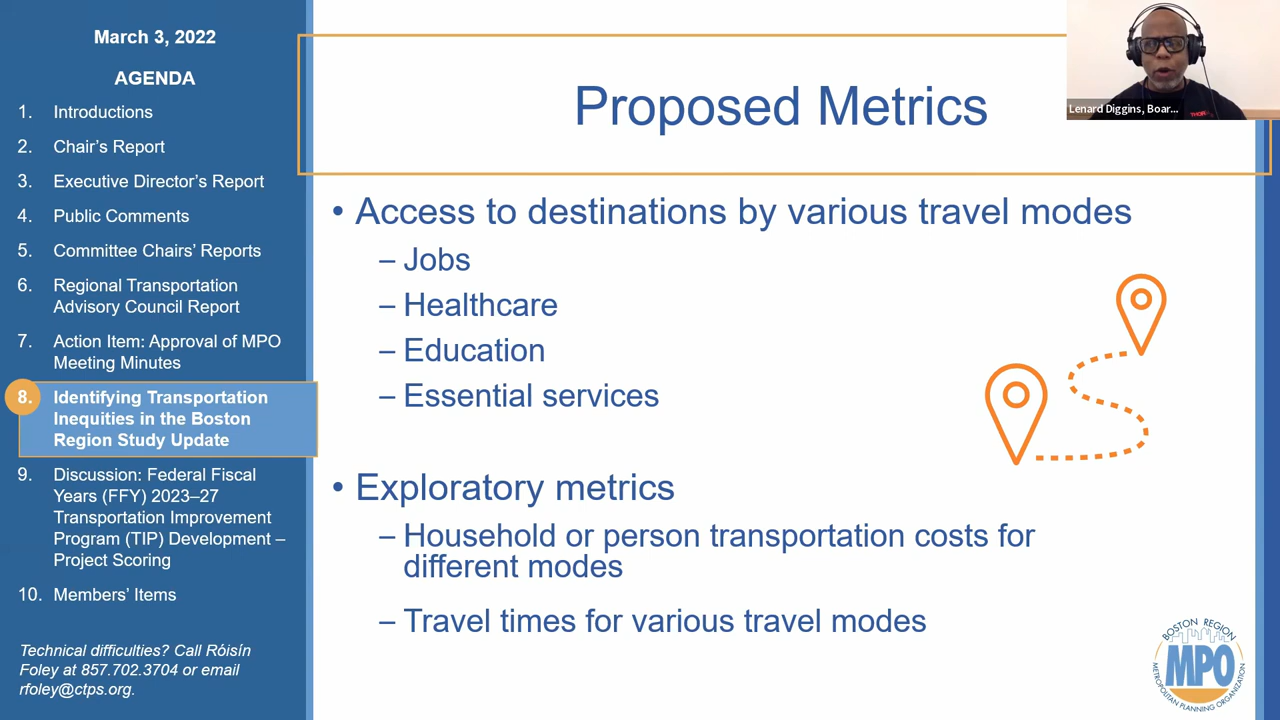 March 3, 2022
AGENDA
1. Introductions
2. Chair's Report
3. Executive Director's Report
4. Public Comments
5. Committee Chairs' Reports
6. Regional Transportation
Advisory Council Report
7. Action Item: Approval of MPO
Meeting Minutes
8. Identifying Transportation
Inequities in the Boston
Region Study Update
9. Discussion: Federal Fiscal
Years (FFY) 2023–27
Transportation Improvement
Program (TIP) Development –
Project Scoring
10. Members' Items
Technical difficulties? Call Róisín
Foley at 857.702.3704 or email
rfoley@ctps.org.
Proposed Metrics
• Access to destinations by various travel modes
– Jobs
– Healthcare
– Education
– Essential services
• Exploratory metrics
– Household or person transportation costs for
different modes
– Travel times for various travel modes
Lenard Diggins, Boar...
BOSTON REGION
MPO
METROPOLITAN PLANNING ORGANIZATION